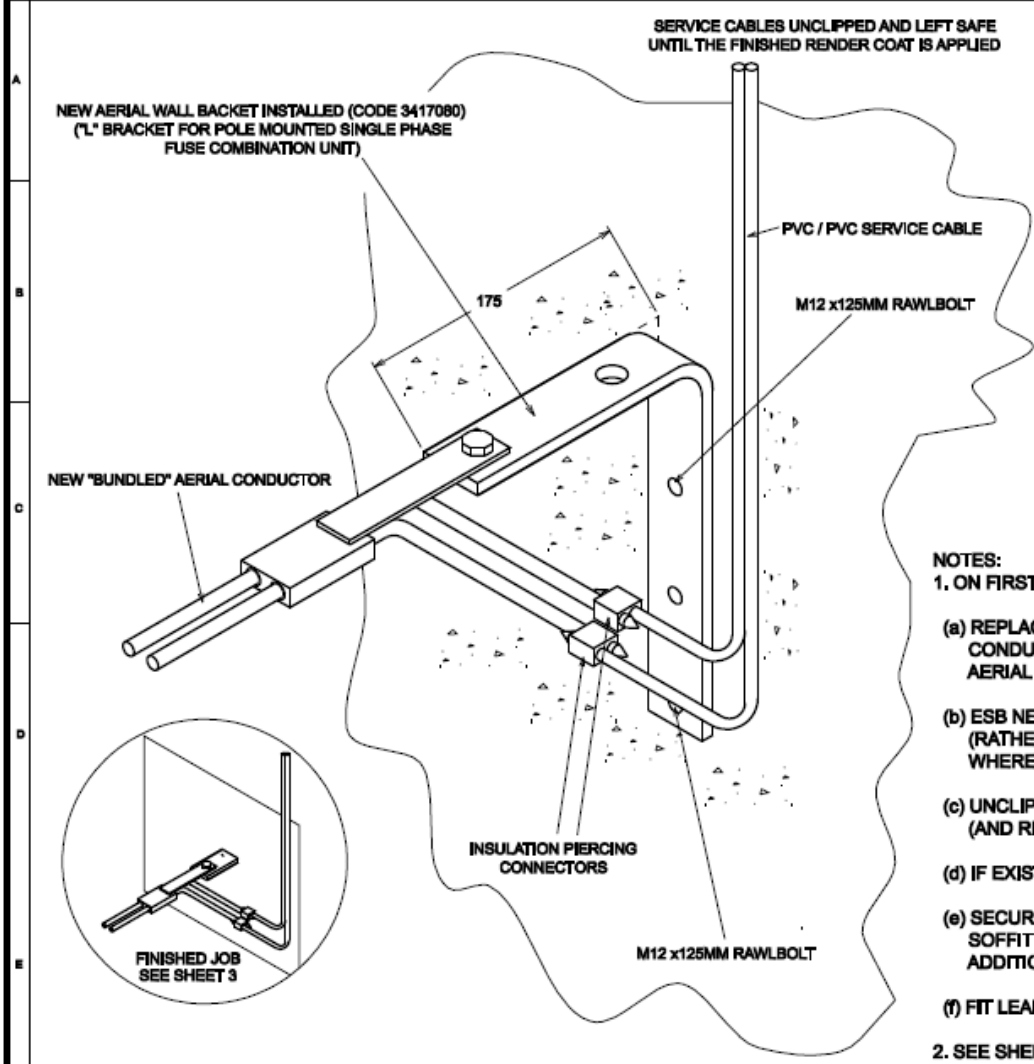 SERVICE CABLES UNCLIPPED AND LEFT SAFE
UNTIL THE FINISHED RENDER COAT IS APPLIED
A
NEW AERIAL WALL BACKET INSTALLED (CODE 3417080)
("L" BRACKET FOR POLE MOUNTED SINGLE PHASE
FUSE COMBINATION UNIT)
PVC / PVC SERVICE CABLE
B
175
M12 x125MM RAWLBOLT
NEW "BUNDLED" AERIAL CONDUCTOR
C
NOTES:
1. ON FIRST
(a) REPLAC
CONDU
AERIAL
D
(b) ESB NE
(RATHE
WHERE
(c) UNCLIP
(AND R
INSULATION PIERCING
CONNECTORS
(d) IF EXIST
(e) SECUR
SOFFIT
ADDITIO
M12 x125MM RAWLBOLT
FINISHED JOB
SEE SHEET 3
E
(f) FIT LEA
2. SEE SHE